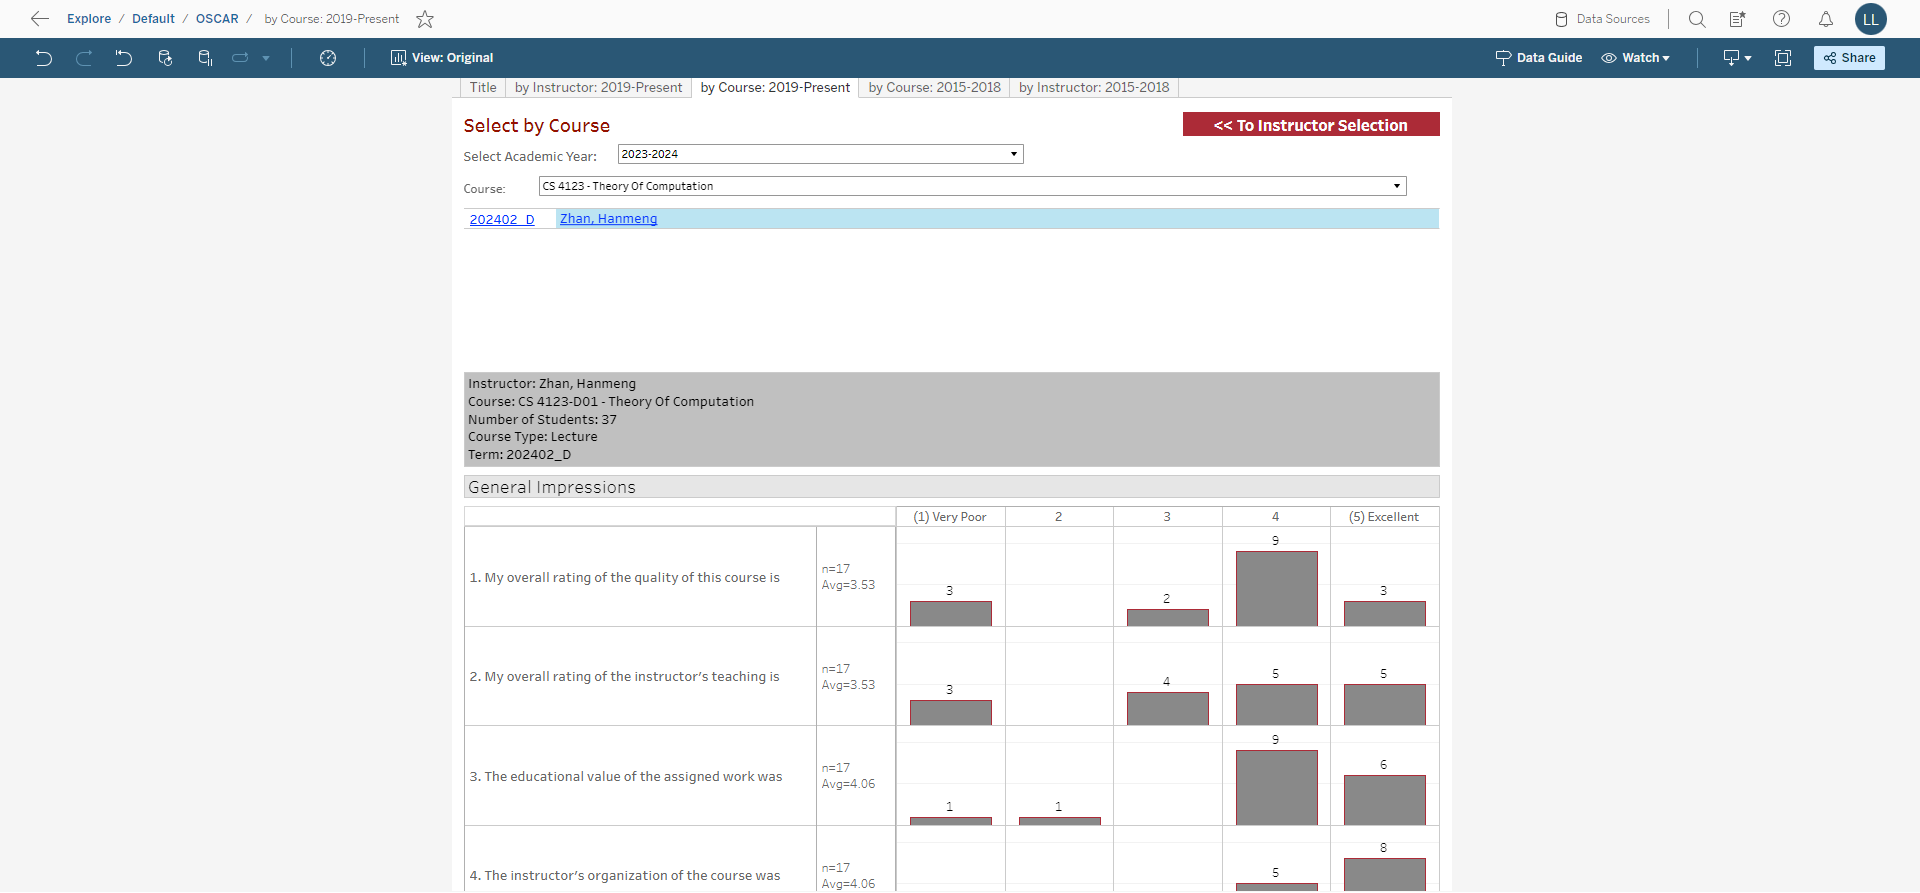 Explore / Default / OSCAR / by Course: 2019-Present
Data Sources
LL
View: Original
Data Guide
Watch
Share
Title
by Instructor: 2019-Present
by Course: 2019-Present
by Course: 2015-2018
by Instructor: 2015-2018
Select by Course
<< To Instructor Selection
Select Academic Year:
2023-2024
Course:
CS 4123 - Theory Of Computation
202402_D
Zhan, Hanmeng
Instructor: Zhan, Hanmeng
Course: CS 4123-D01 - Theory Of Computation
Number of Students: 37
Course Type: Lecture
Term: 202402_D
General Impressions
(1) Very Poor
2
3
4
(5) Excellent
1. My overall rating of the quality of this course is
n=17
Avg=3.53
3
2
9
3
2. My overall rating of the instructor's teaching is
n=17
Avg=3.53
3
4
5
5
3. The educational value of the assigned work was
n=17
Avg=4.06
1
1
9
6
4. The instructor's organization of the course was
n=17
Avg=4.06
5
8